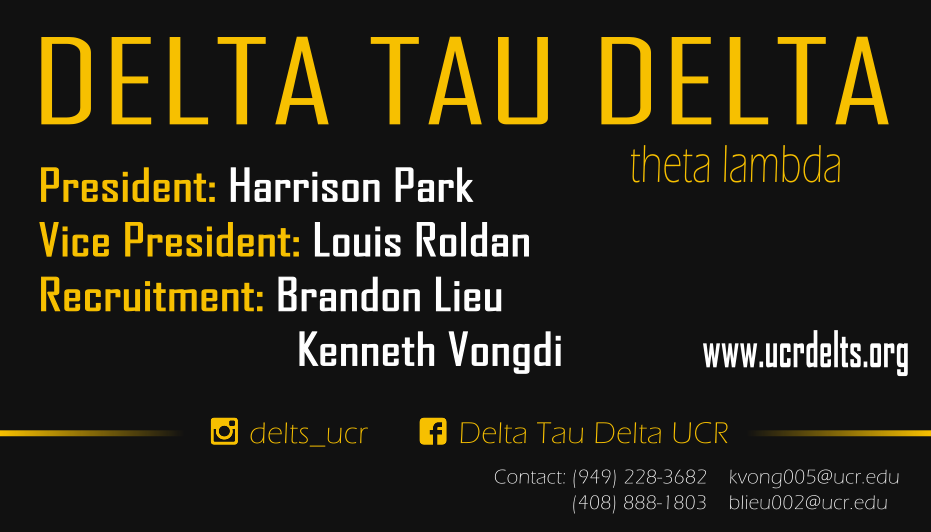 DELTA TAU DELTA
theta lambda
President: Harrison Park
Vice President: Louis Roldan
Recruitment: Brandon Lieu
Kenneth Vongdi
www.ucrdelts.org
delts_ucr Delta Tau Delta UCR
Contact: (949) 228-3682 kvong005@ucr.edu
(408) 888-1803 blieu002@ucr.edu